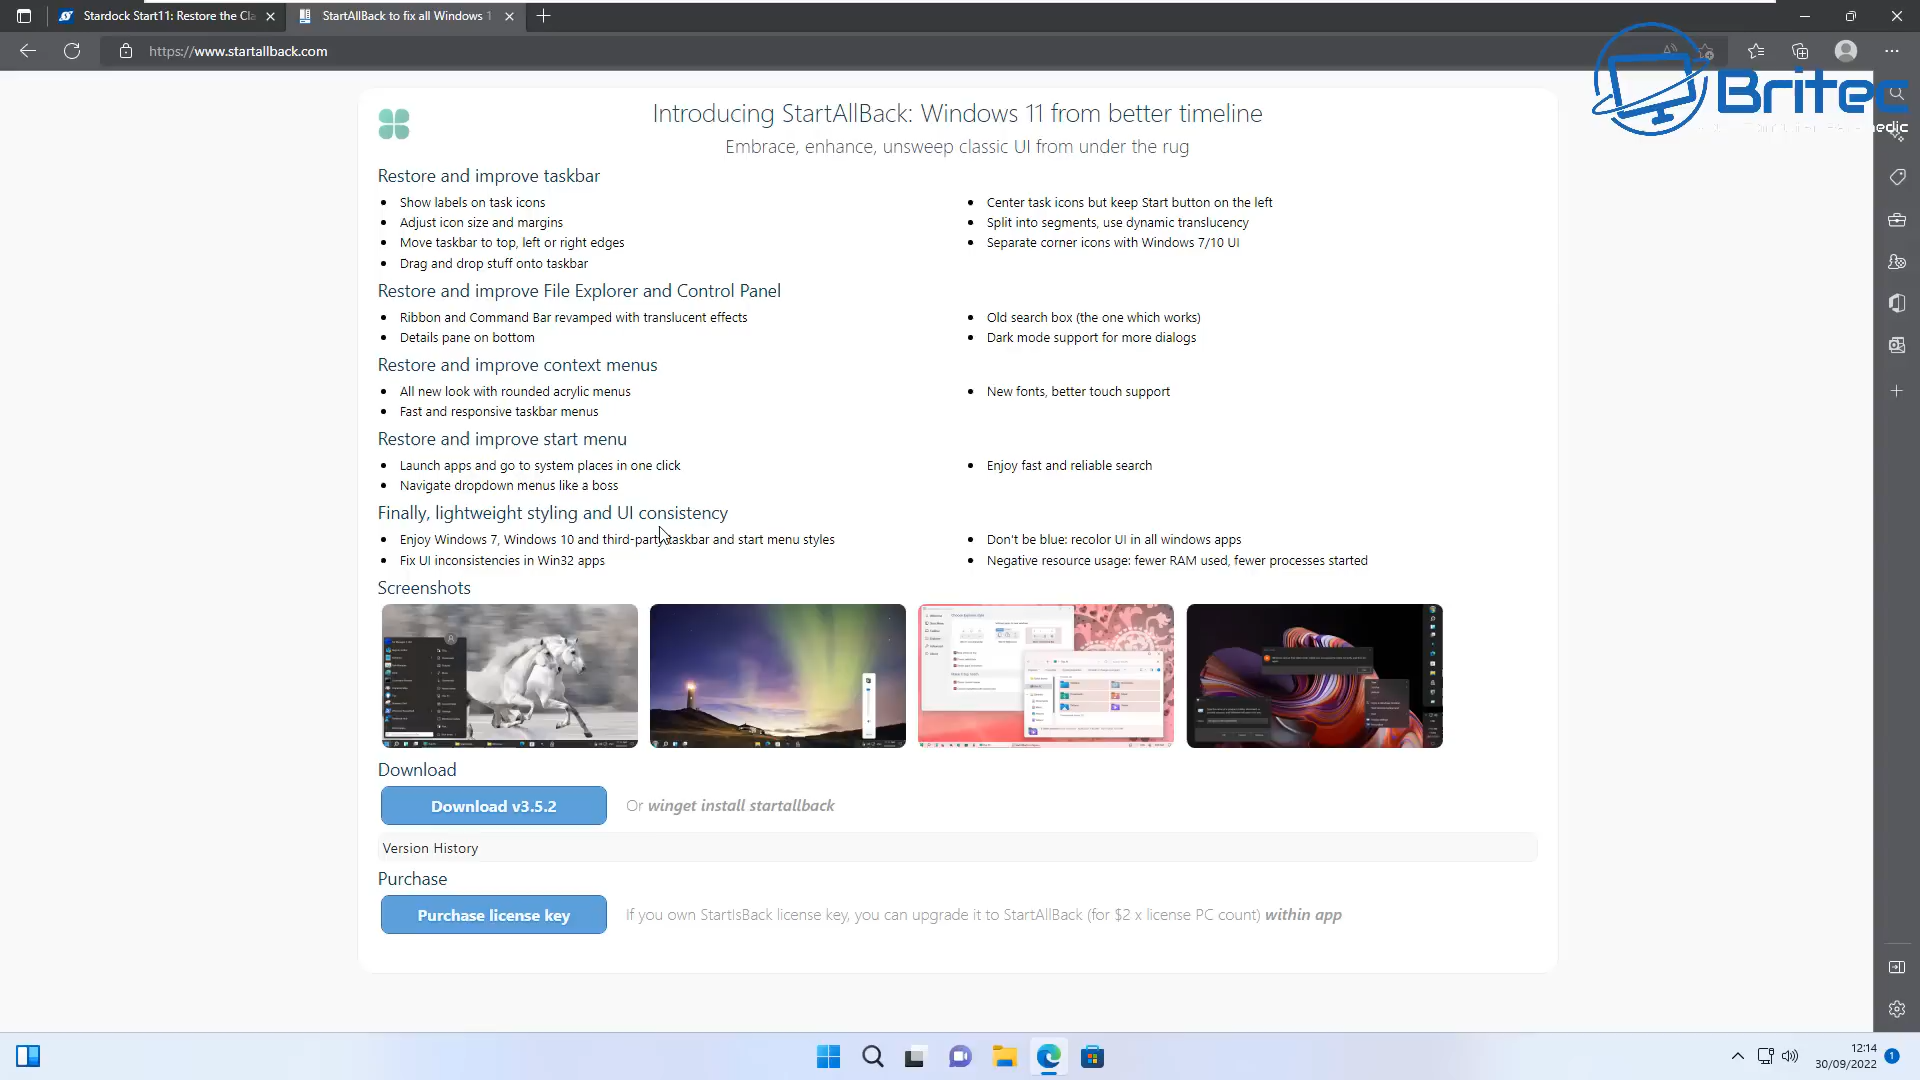 Stardock Start11: Restore the Cla
StartAllBack to fix all Windows 1
https://www.startallback.com
Britec
Introducing StartAllBack: Windows 11 from better timeline
Embrace, enhance, unsweep classic UI from under the rug
Restore and improve taskbar
Show labels on task icons
Adjust icon size and margins
Move taskbar to top, left or right edges
Drag and drop stuff onto taskbar
Center task icons but keep Start button on the left
Split into segments, use dynamic translucency
Separate corner icons with Windows 7/10 UI
Restore and improve File Explorer and Control Panel
Ribbon and Command Bar revamped with translucent effects
Details pane on bottom
Old search box (the one which works)
Dark mode support for more dialogs
Restore and improve context menus
All new look with rounded acrylic menus
Fast and responsive taskbar menus
New fonts, better touch support
Restore and improve start menu
Launch apps and go to system places in one click
Navigate dropdown menus like a boss
Enjoy fast and reliable search
Finally, lightweight styling and UI consistency
Enjoy Windows 7, Windows 10 and third-party taskbar and start menu styles
Fix UI inconsistencies in Win32 apps
Don't be blue: recolor UI in all windows apps
Negative resource usage: fewer RAM used, fewer processes started
Screenshots
Download
Download v3.5.2
Or winget install startallback
Version History
Purchase
Purchase license key
If you own StartIsBack license key, you can upgrade it to StartAllBack (for $2 x license PC count) within app
12:14
30/09/2022
1